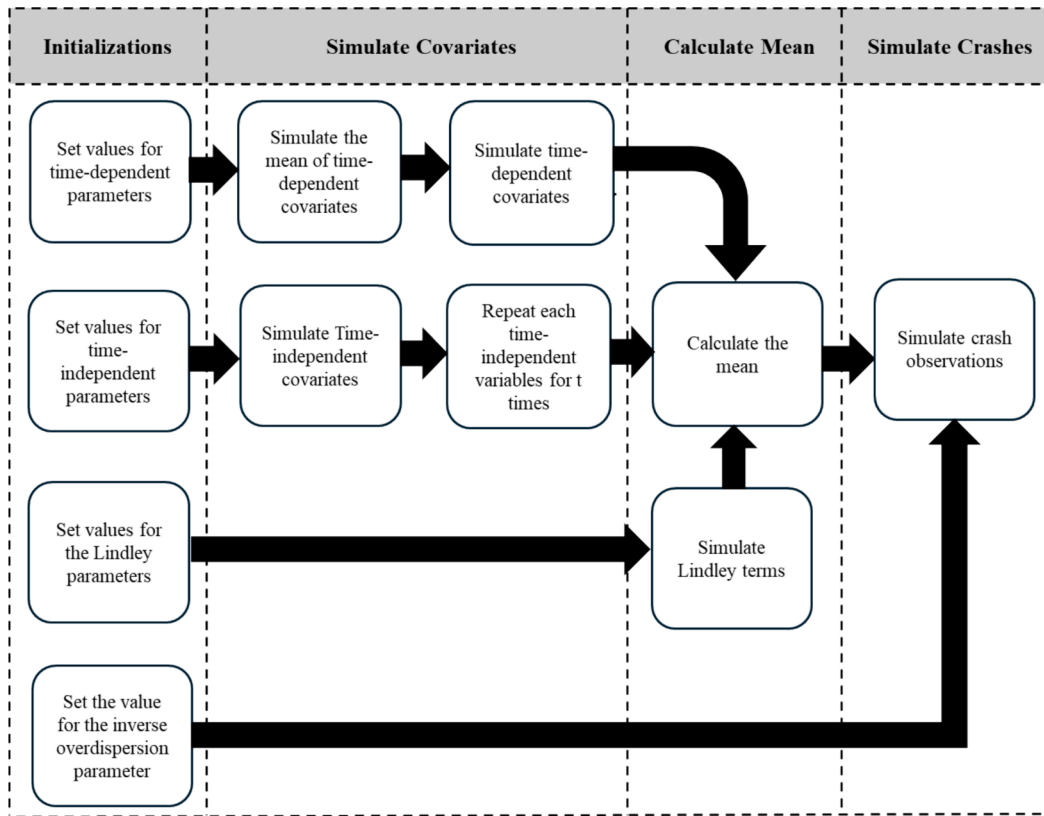 Initializations
Simulate Covariates
Calculate Mean
Simulate Crashes
Set values for
time-dependent
parameters
Simulate the
mean of time-
dependent
covariates
Simulate time-
dependent
covariates
Set values for
time-
independent
parameters
Simulate Time-
independent
covariates
Repeat each
time-
independent
variables for t
times
Calculate the
mean
Simulate crash
observations
Set values for
the Lindley
parameters
Simulate
Lindley terms
Set the value
for the inverse
overdispersion
parameter